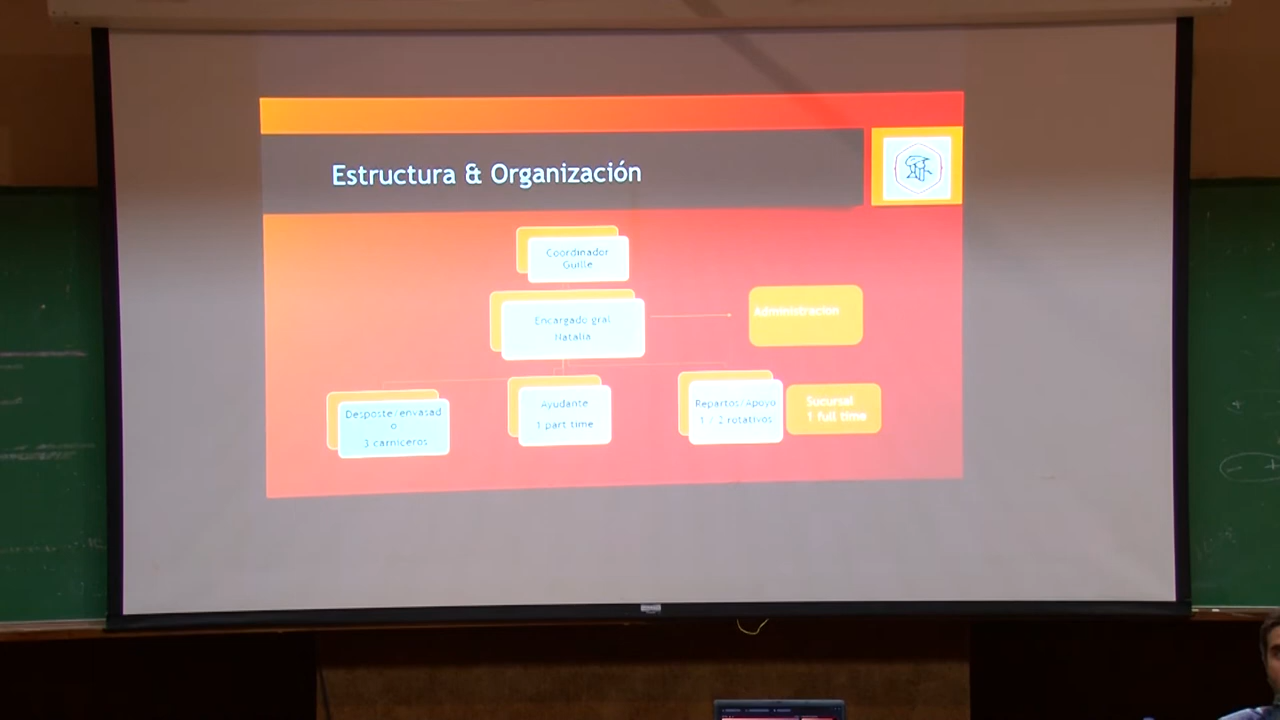 Estructura & Organización
Coordinador
Guille
Encargado gral
Natalia
Administracion
Desposte/envasad
o
3 carniceros
Ayudante
1 part time
Repartos/Apoyo
1 / 2 rotativos
Sucursal
1 full time